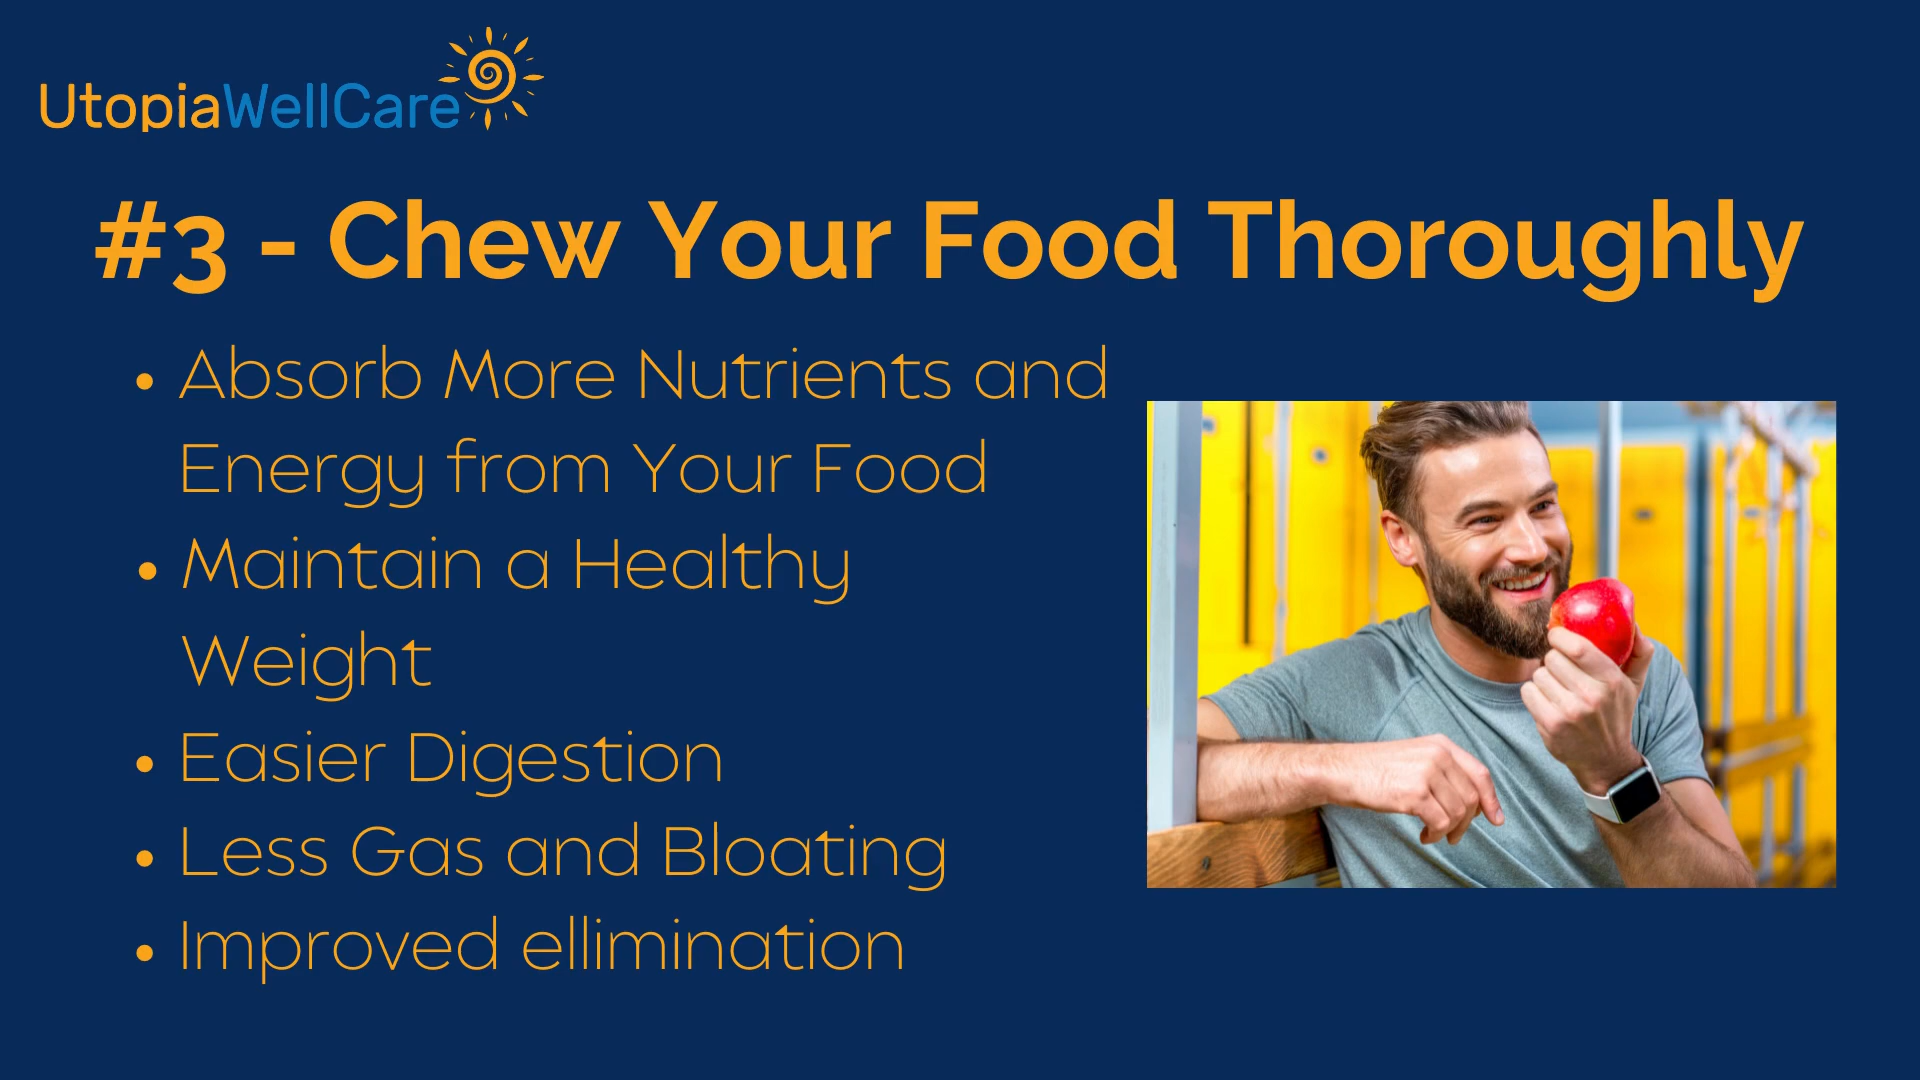 UtopiaWellCare
#3 - Chew Your Food Thoroughly
• Absorb More Nutrients and
Energy from Your Food
• Maintain a Healthy
Weight
• Easier Digestion
• Less Gas and Bloating
• Improved ellimination